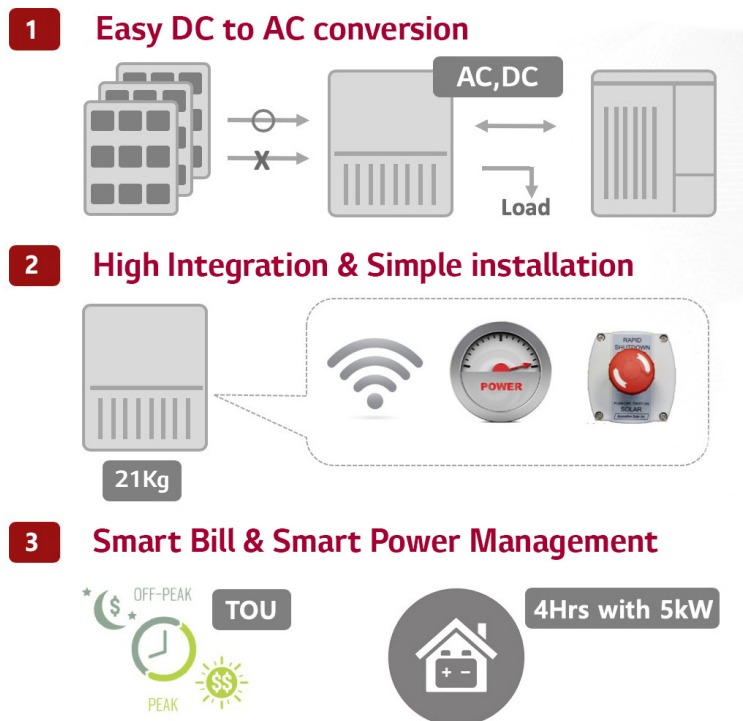 1 Easy DC to AC conversion
AC,DC
X
Load
2 High Integration & Simple installation
POWER
RAPID
SHUTDOWN
SOLAR
21Kg
3 Smart Bill & Smart Power Management
$ OFF-PEAK
TOU
$$
PEAK
4Hrs with 5kW
+ -